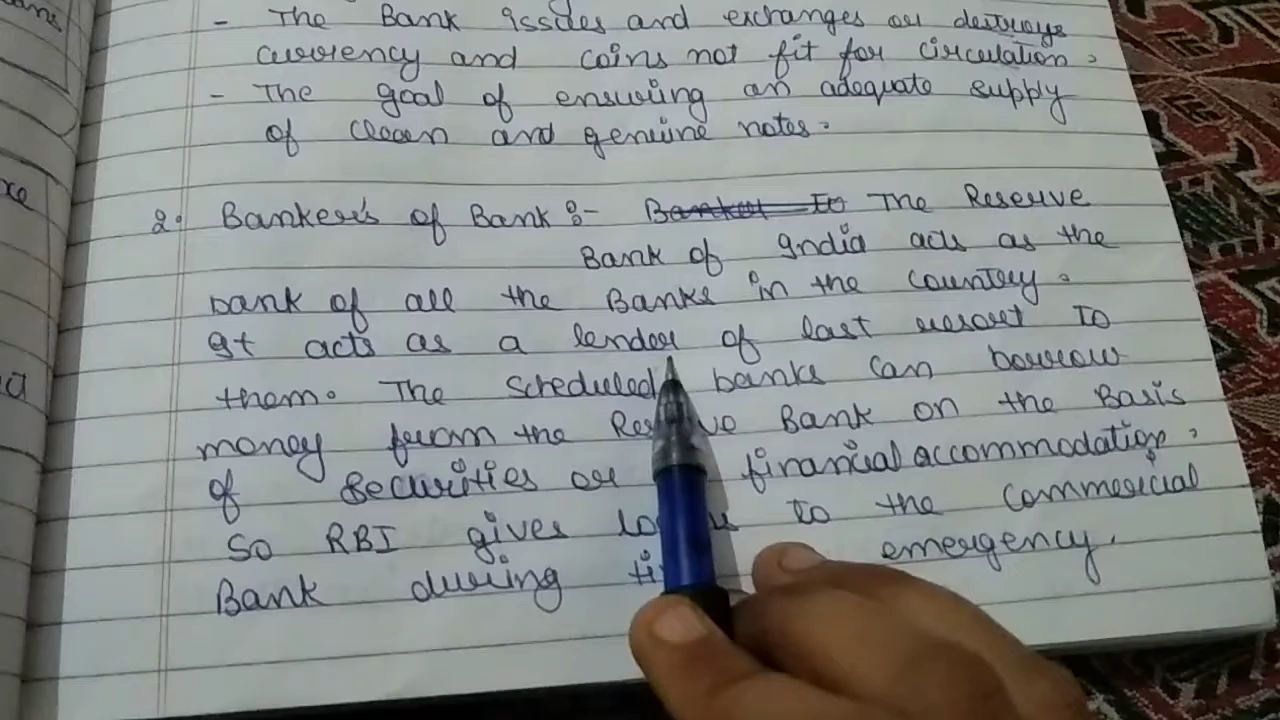 - The Bank issues and exchanges or destroys
currency and coins not fit for circulation.
- The goal of ensuring an adequate supply
of clean and genuine notes.
2. Banker's of Bank :- The Reserve
Bank of India acts as the
bank of all the Banks in the country.
It acts as a lender of last resort to
them. The Scheduled banks can borrow
money from the Bank on the Basis
of Securities or financial accommodation.
So RBI gives to the commercial
Bank during emergency.